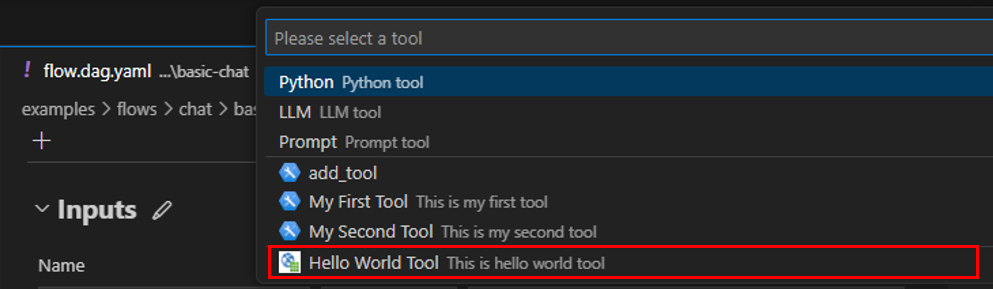 Please select a tool
! flow.dag.yaml ...\basic-chat
Python Python tool
examples > flows > chat > bas
LLM LLM tool
+
Prompt Prompt tool
add_tool
My First Tool This is my first tool
Inputs
My Second Tool This is my second tool
Name
Hello World Tool This is hello world tool